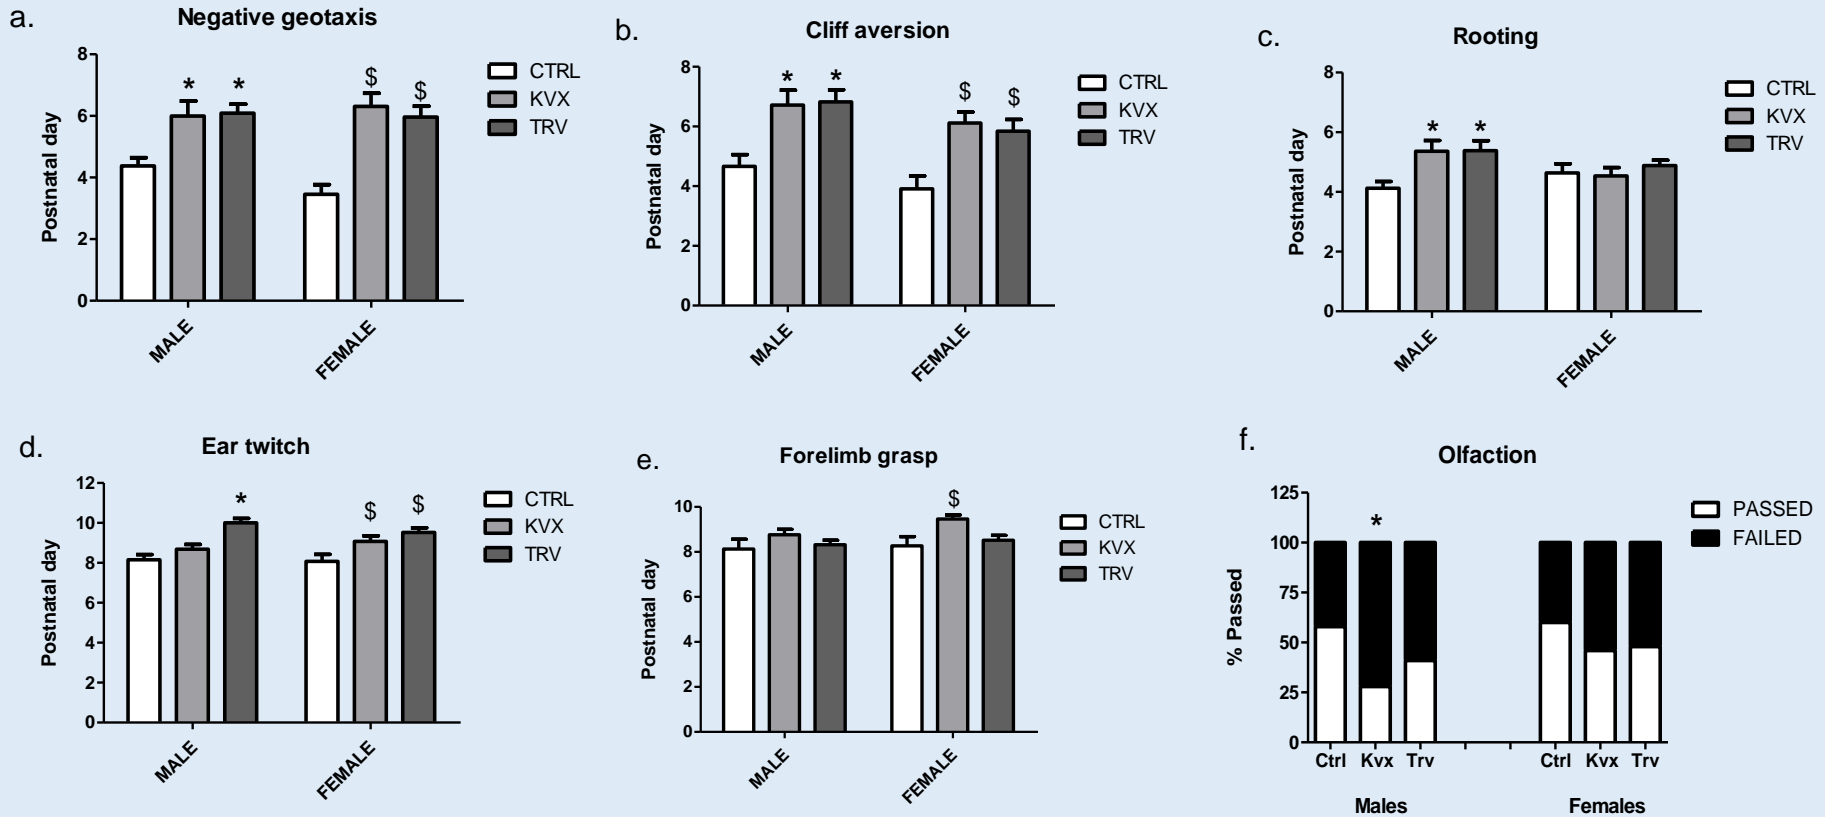 a.
Negative geotaxis
8
6
4
2
0
Postnatal day
* * $ $
MALE
FEMALE
CTRL
KVX
TRV
b.
Cliff aversion
8
6
4
2
0
Postnatal day
* * $ $
MALE
FEMALE
CTRL
KVX
TRV
c.
Rooting
8
6
4
2
0
Postnatal day
* *
MALE
FEMALE
CTRL
KVX
TRV
d.
Ear twitch
12
10
8
6
4
2
0
Postnatal day
* $ $
MALE
FEMALE
CTRL
KVX
TRV
e.
Forelimb grasp
10
8
6
4
2
0
Postnatal day
$
MALE
FEMALE
CTRL
KVX
TRV
f.
Olfaction
125
100
75
50
25
0
% Passed
*
Ctrl Kvx Trv Ctrl Kvx Trv
Males Females
PASSED
FAILED